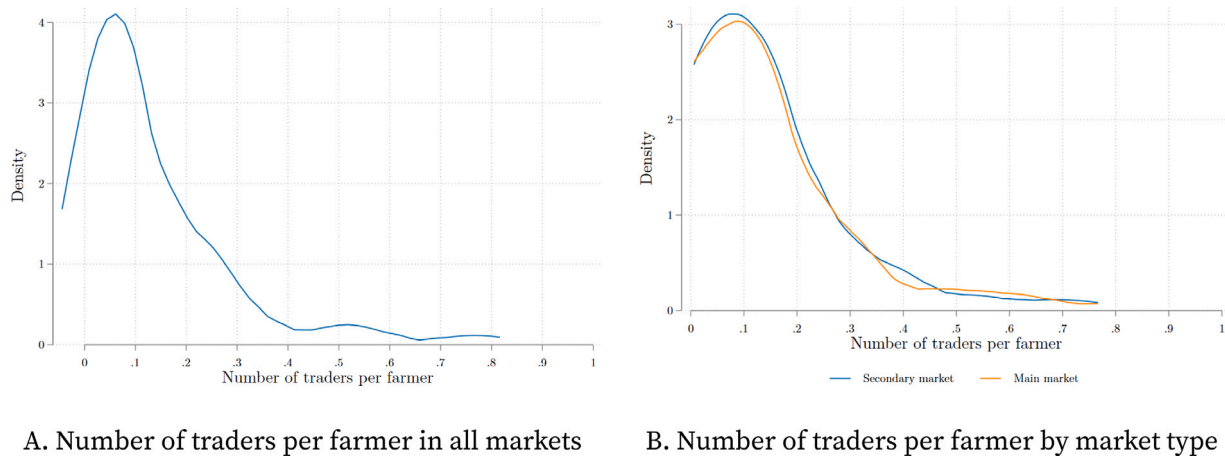 4
3
2
1
0
Density
0 .1 .2 .3 .4 .5 .6 .7 .8 .9 1
Number of traders per farmer
A. Number of traders per farmer in all markets
3
2
1
0
Density
0 .1 .2 .3 .4 .5 .6 .7 .8 .9 1
Number of traders per farmer
Secondary market Main market
B. Number of traders per farmer by market type